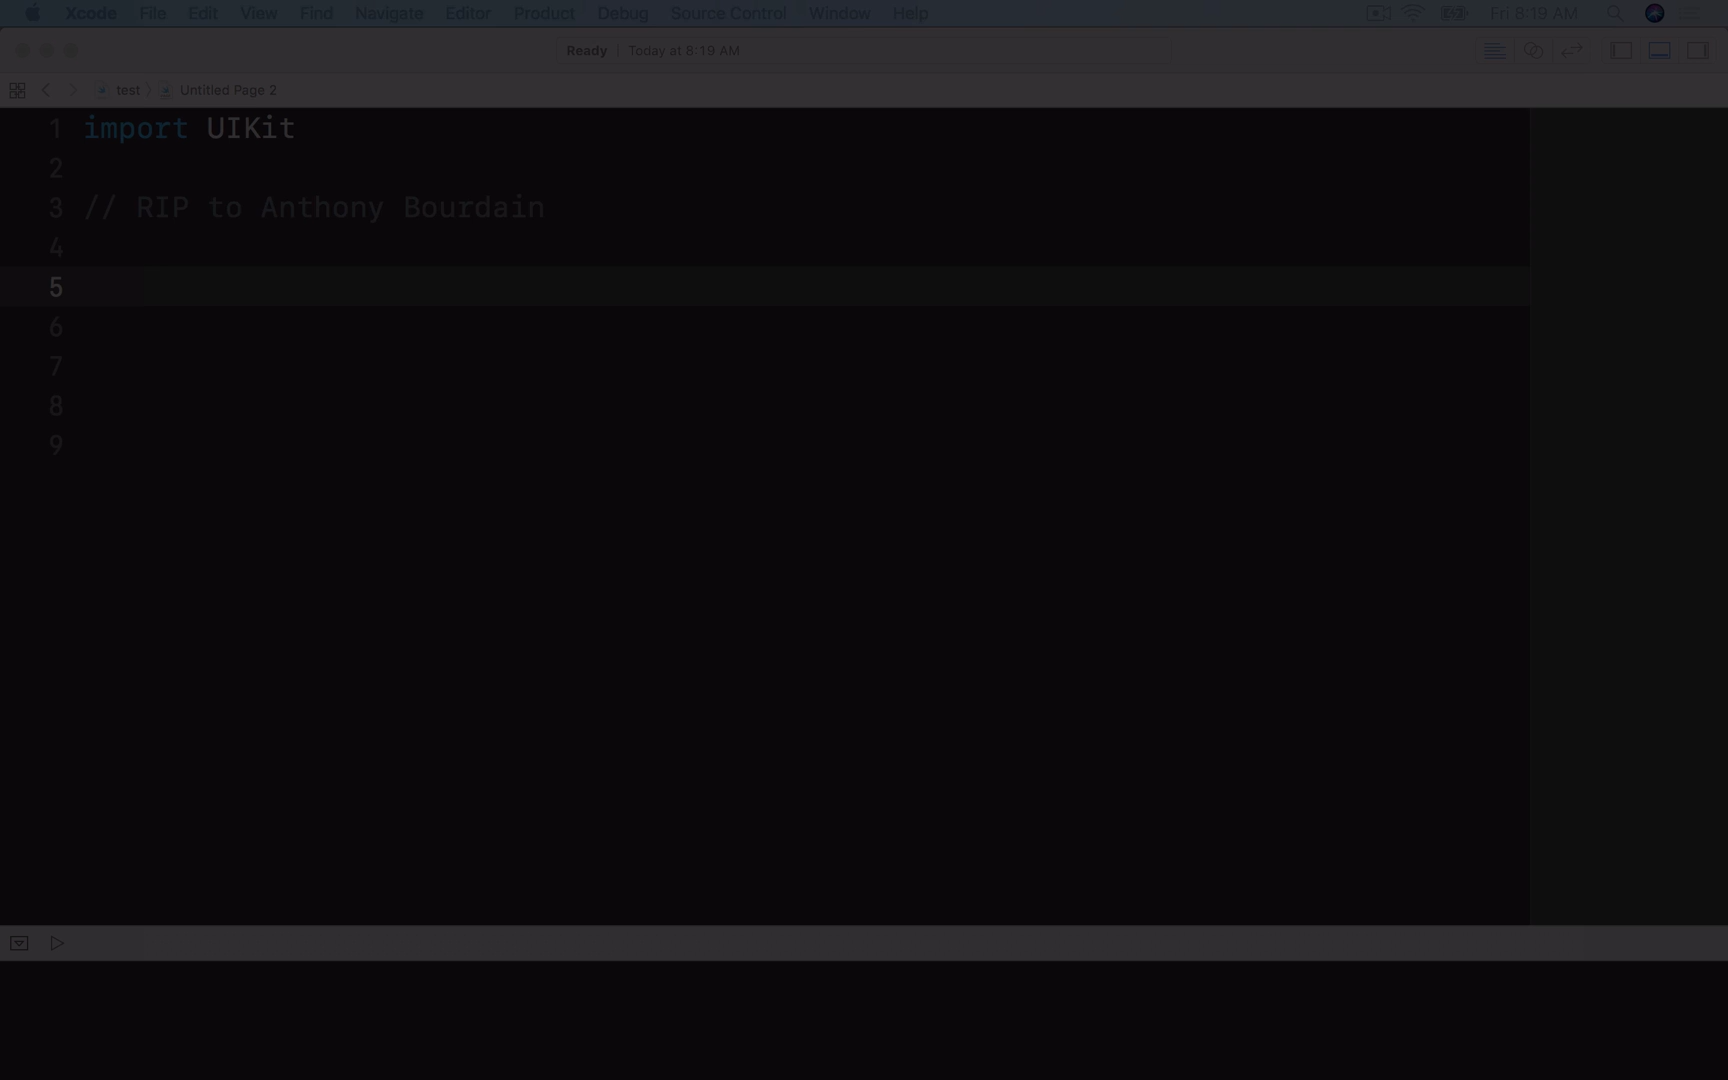 Xcode File Edit View Find Navigate Editor Product Debug Source Control Window Help Fri 8:19 AM
Ready | Today at 8:19 AM
test 〉 Untitled Page 2
1 import UIKit
2
3 // RIP to Anthony Bourdain
4
5
6
7
8
9